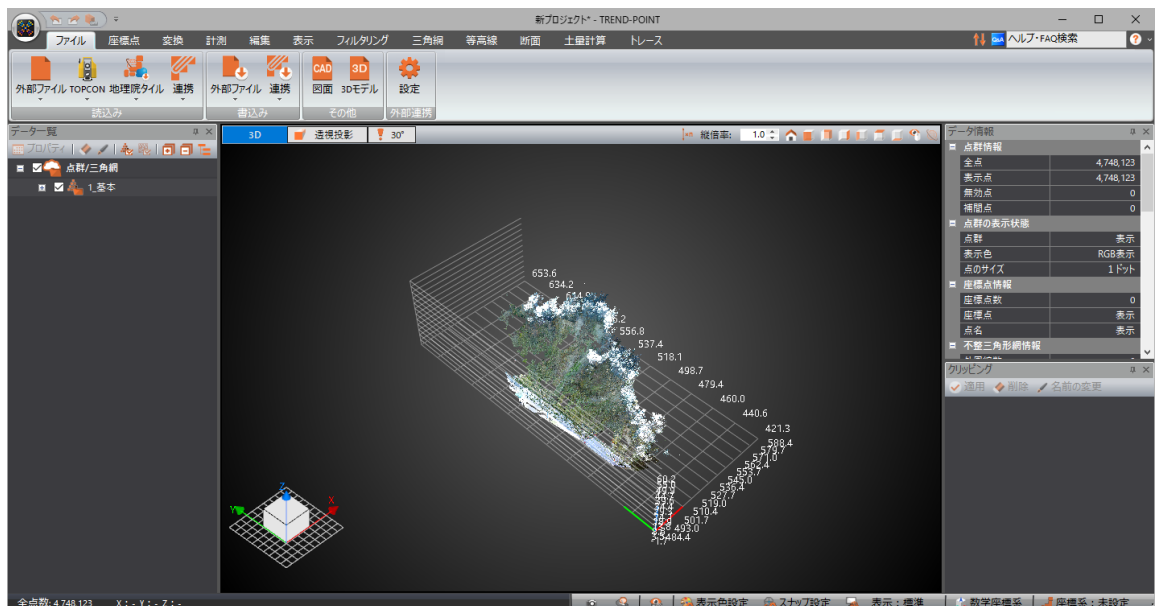 新プロジェクト* - TREND-POINT
ファイル 座標点 変換 計測 編集 表示 フィルタリング 三角網 等高線 断面 土量計算 トレース
Q&A ヘルプ・FAQ検索
外部ファイル TOPCON 地理院タイル 連携 外部ファイル 連携 CAD 図面 3D 3Dモデル 設定
読込み 書込み その他 外部連携
データ一覧
プロパティ
点群/三角網
1_基本
3D 透視投影 30° 縦倍率: 1.0
653.6
634.2
556.8
537.4
518.1
498.7
479.4
460.0
440.6
421.3
588.4
579.7
571.0
562.4
553.7
545.0
536.4
527.7
519.0
510.4
501.7
493.0
484.4
60.2
Z
Y
X
データ情報
点群情報
全点 4,748,123
表示点 4,748,123
無効点 0
補間点 0
点群の表示状態
点群 表示
表示色 RGB表示
点のサイズ 1ドット
座標点情報
座標点数 0
座標点 表示
点名 表示
不整三角形網情報
クリッピング
適用 削除 名前の変更
全点数: 4,748,123 X : - Y : - Z : -
表示色設定 スナップ設定 表示:標準 数学座標系 座標系:未設定